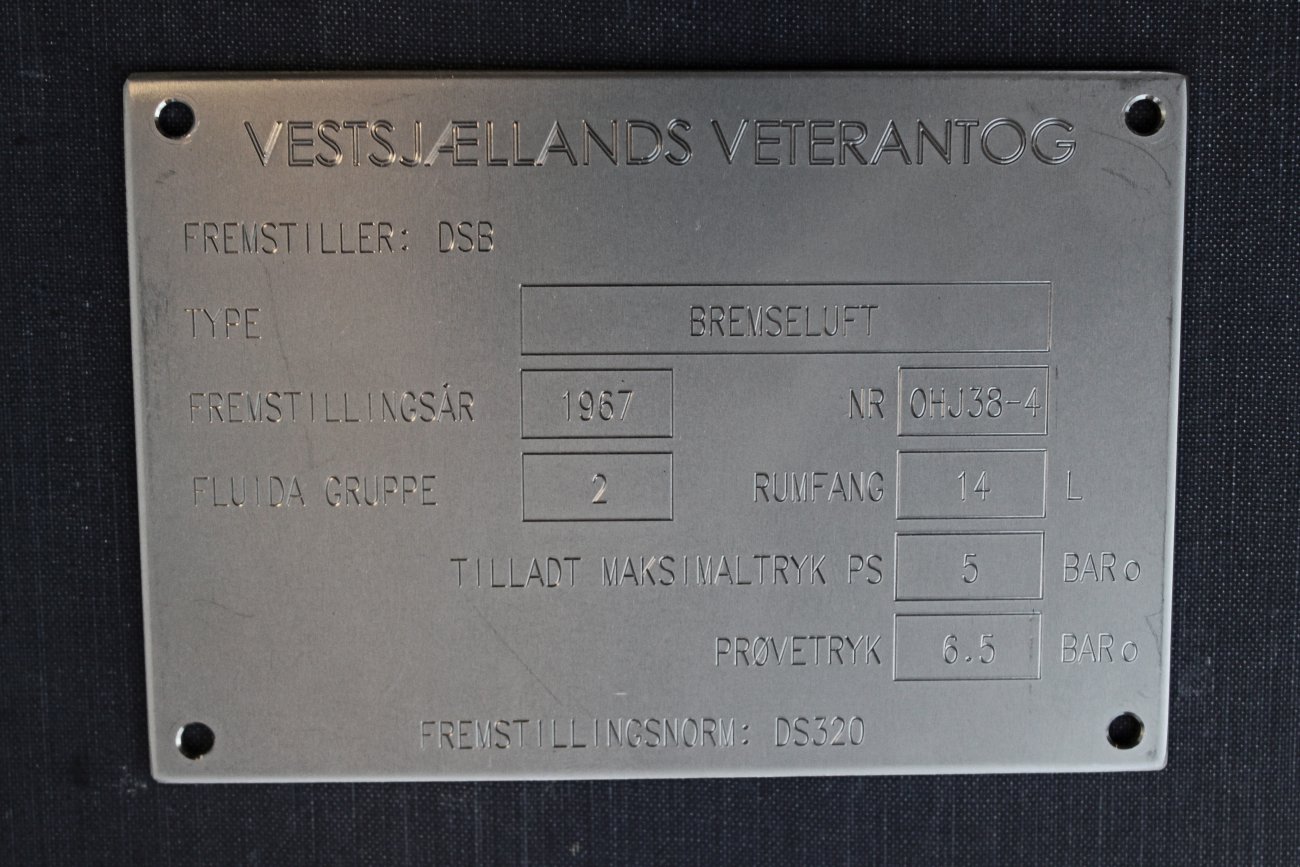 VESTSJÆLLANDS VETERANTOG
FREMSTILLER: DSB
TYPE BREMSELUFT
FREMSTILLINGSÅR 1967 NR OHJ38-4
FLUIDA GRUPPE 2 RUMFANG 14 L
TILLADT MAKSIMALTRYK PS 5 BARo
PRØVETRYK 6.5 BARo
FREMSTILLINGSNORM: DS320